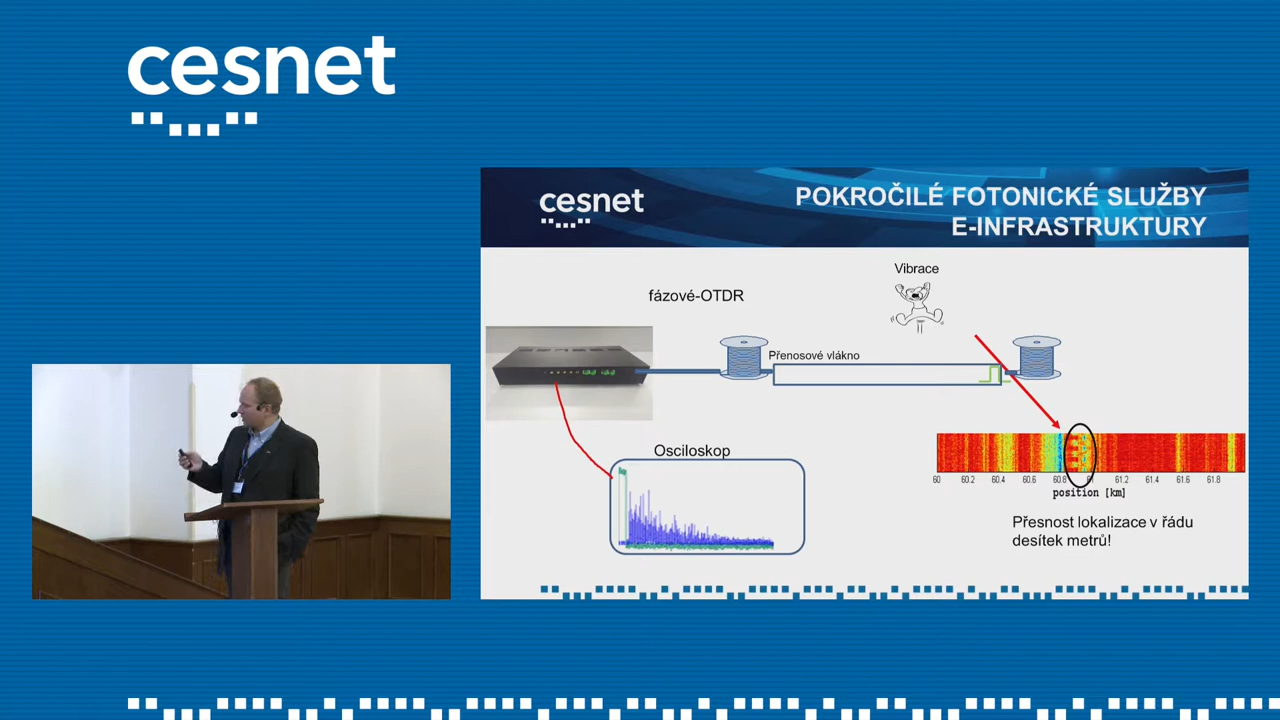 cesnet
cesnet
POKROČILÉ FOTONICKÉ SLUŽBY
E-INFRASTRUKTURY
Vibrace
fázové-OTDR
Přenosové vlákno
Osciloskop
60 60.2 60.4 60.6 60.8 61 61.2 61.4 61.6 61.8
position [km]
Přesnost lokalizace v řádu
desítek metrů!